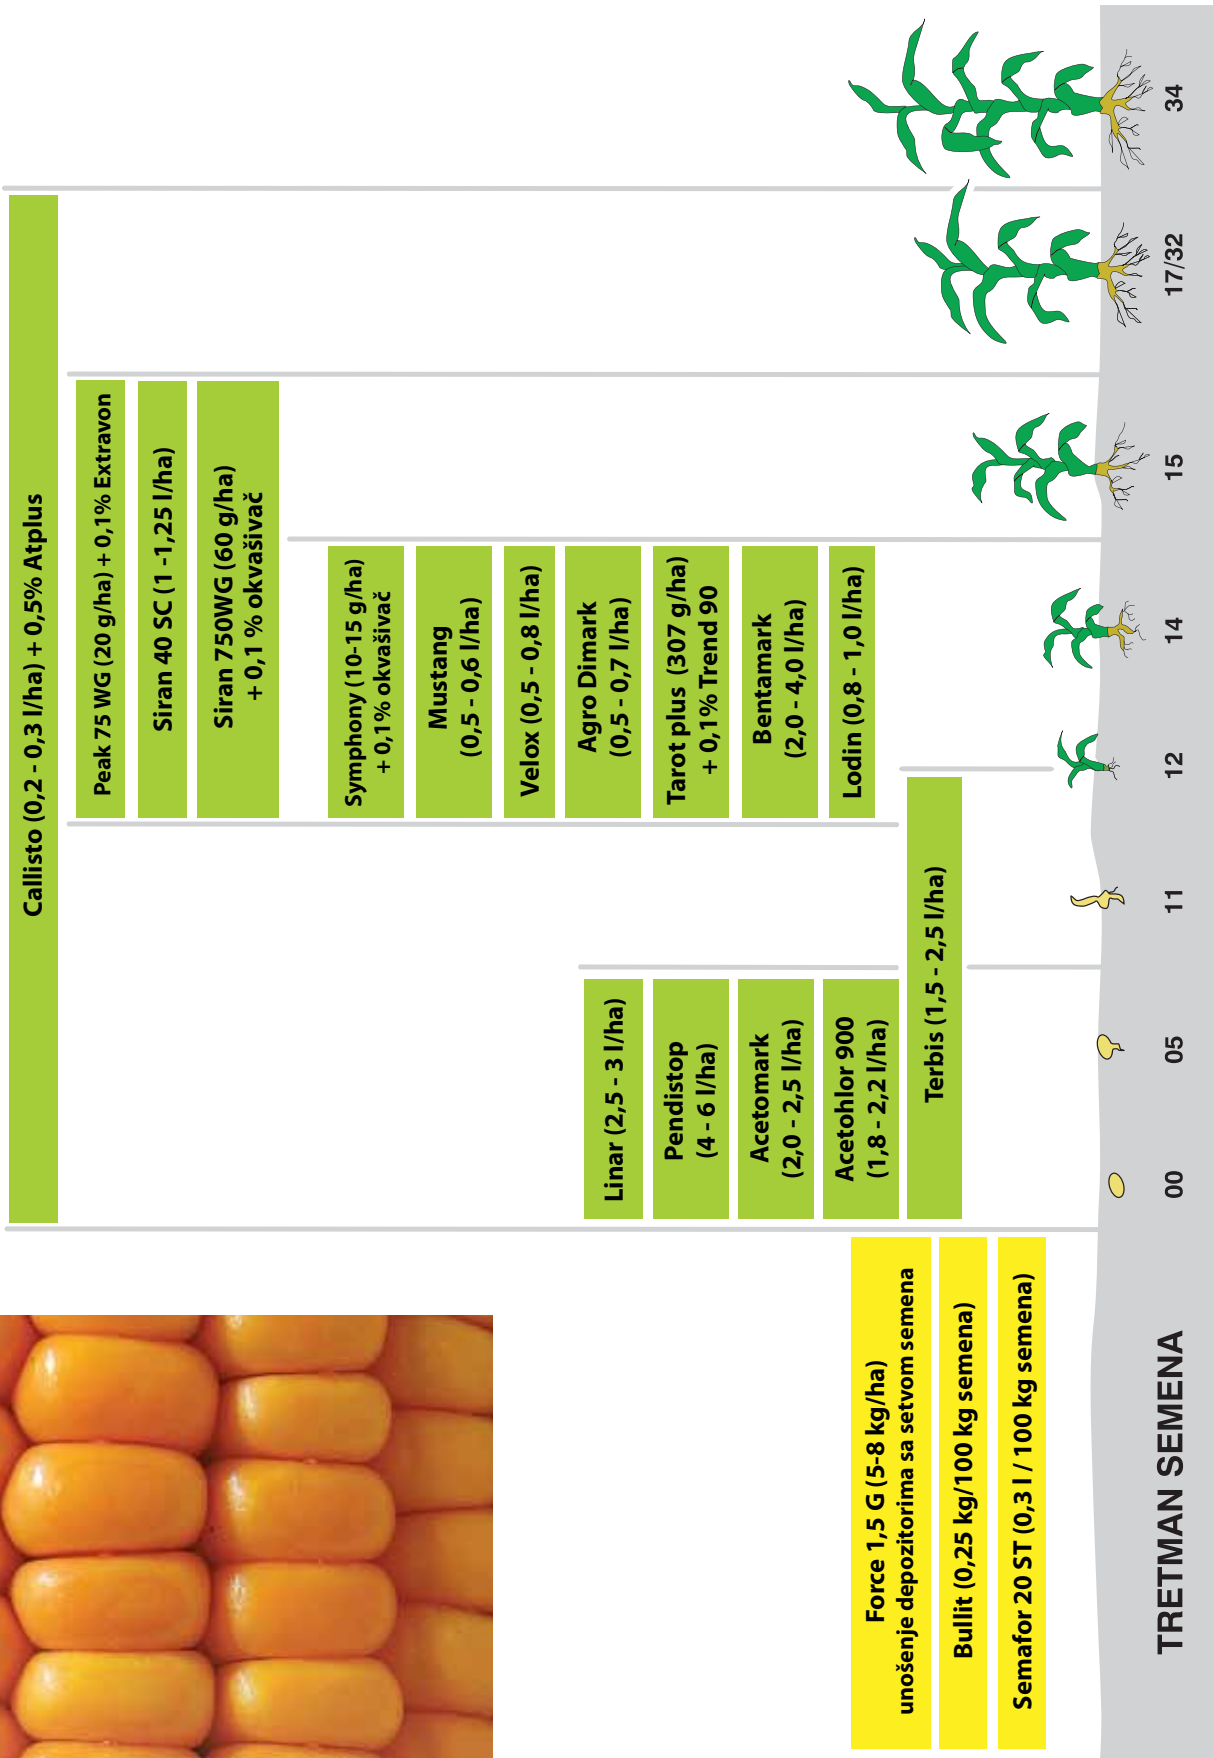 Callisto (0,2 - 0,3 l/ha) + 0,5% Atplus
Peak 75 WG (20 g/ha) + 0,1% Extravon
Siran 40 SC (1 -1,25 l/ha)
Siran 750WG (60 g/ha)
+ 0,1 % okvašivač
Symphony (10-15 g/ha)
+ 0,1% okvašivač
Mustang
(0,5 - 0,6 l/ha)
Velox (0,5 - 0,8 l/ha)
Agro Dimark
(0,5 - 0,7 l/ha)
Tarot plus (307 g/ha)
+ 0,1% Trend 90
Bentamark
(2,0 - 4,0 l/ha)
Lodin (0,8 - 1,0 l/ha)
Linar (2,5 - 3 l/ha)
Pendistop
(4 - 6 l/ha)
Acetomark
(2,0 - 2,5 l/ha)
Acetohlor 900
(1,8 - 2,2 l/ha)
Terbis (1,5 - 2,5 l/ha)
Force 1,5 G (5-8 kg/ha)
unošenje depozitorima sa setvom semena
Bullit (0,25 kg/100 kg semena)
Semafor 20 ST (0,3 l / 100 kg semena)
TRETMAN SEMENA
00
05
11
12
14
15
17/32
34